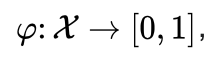 φ: 𝒳 → [0, 1],